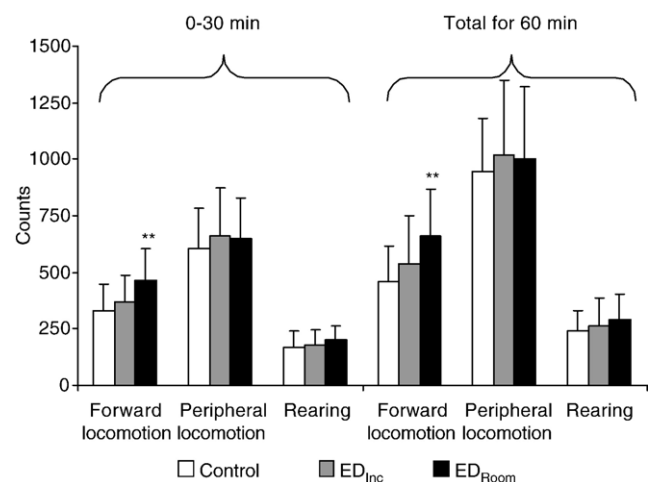 0-30 min Total for 60 min
1500
1250
1000
750
500
250
0
Counts
**
**
Forward Peripheral Rearing Forward Peripheral Rearing
locomotion locomotion locomotion locomotion
Control ED Inc ED Room